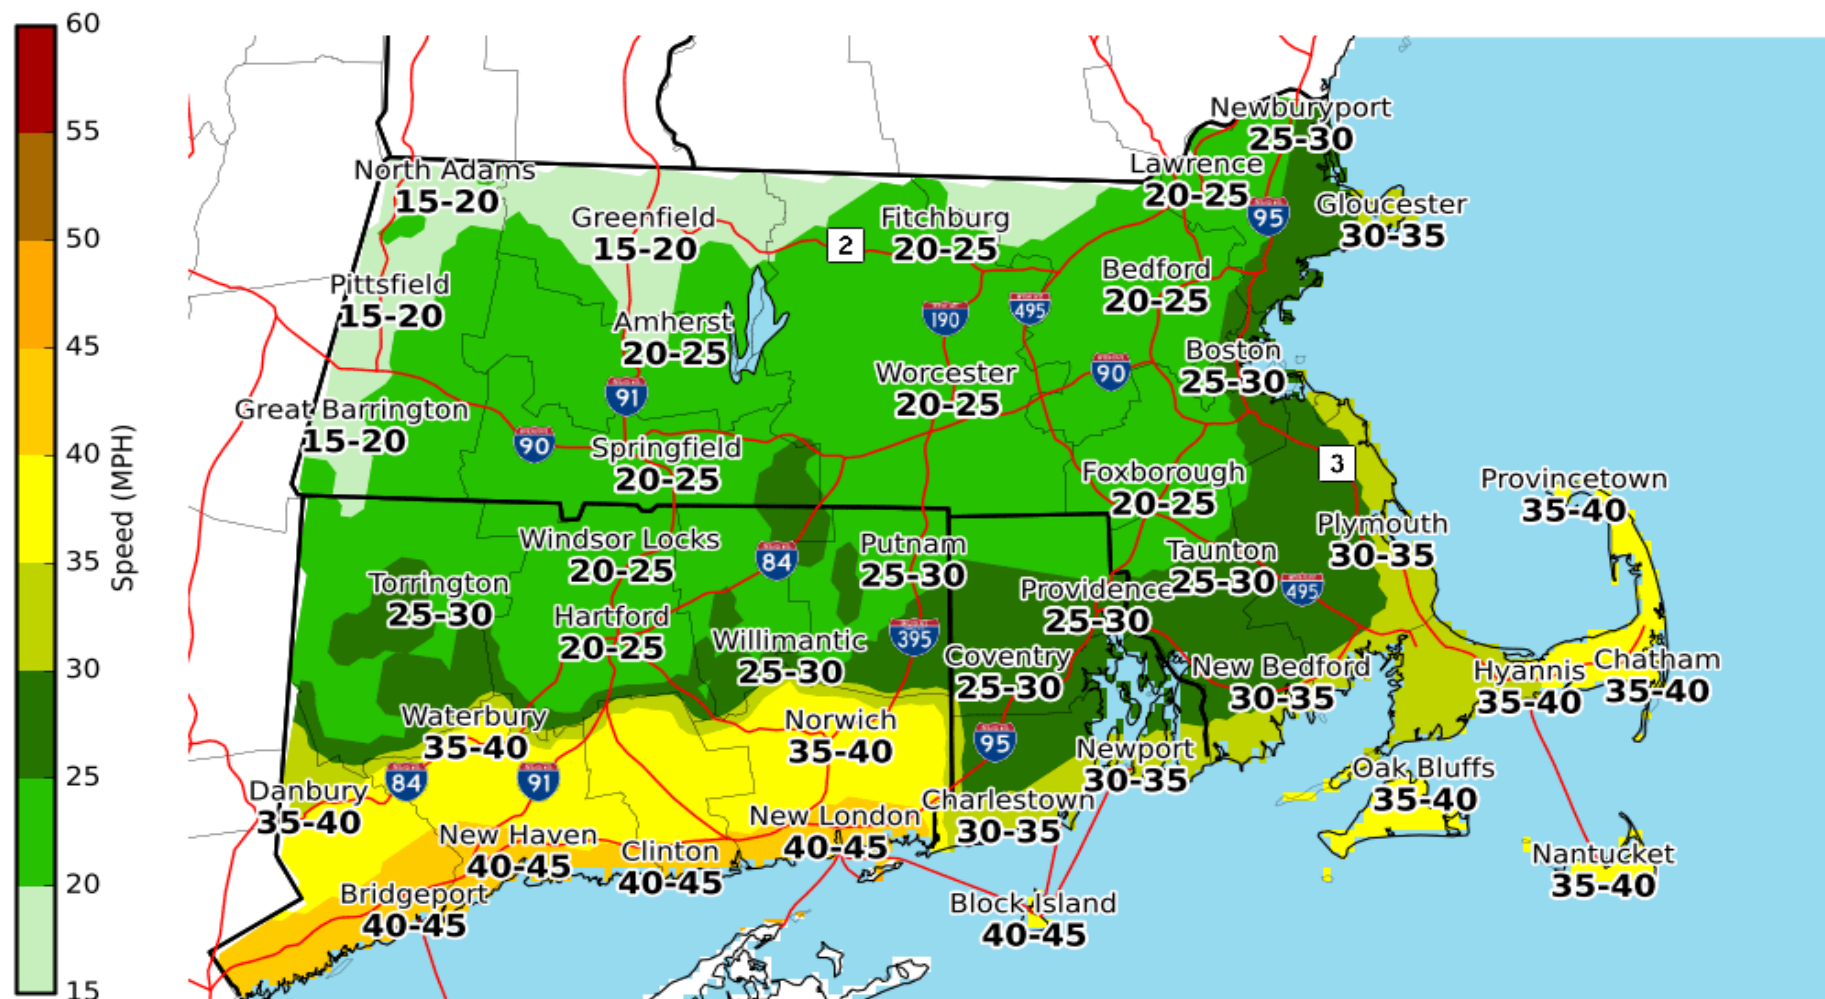 60
55
50
45
40
35
30
25
20
15
Speed (MPH)
Newburyport
25-30
North Adams
15-20
Lawrence
20-25
Greenfield
15-20
Fitchburg
20-25
95
Gloucester
30-35
2
Pittsfield
15-20
Bedford
20-25
Amherst
20-25
190
495
Boston
25-30
Worcester
20-25
90
91
Great Barrington
15-20
90
Springfield
20-25
3
Foxborough
20-25
Provincetown
35-40
Plymouth
30-35
Windsor Locks
20-25
84
Putnam
25-30
Taunton
25-30
Torrington
25-30
Providence
25-30
495
Hartford
20-25
395
Willimantic
25-30
Coventry
25-30
New Bedford
30-35
Hyannis
35-40
Chatham
35-40
Waterbury
35-40
Norwich
35-40
95
Newport
30-35
84
91
Oak Bluffs
35-40
Danbury
35-40
Charlestown
30-35
New London
40-45
New Haven
40-45
Clinton
40-45
Nantucket
35-40
Bridgeport
40-45
Block Island
40-45